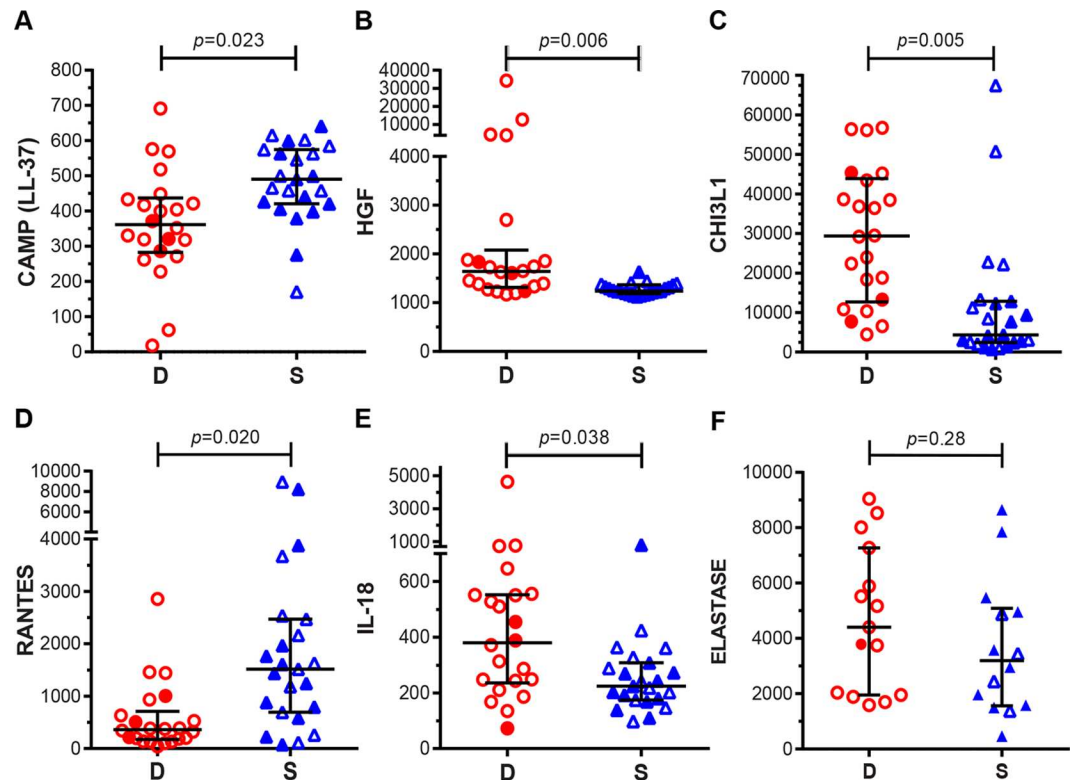 A
p=0.023
CAMP (LL-37)
800
700
600
500
400
300
200
100
0
D
S
B
p=0.006
HGF
40000
30000
20000
10000
4000
3000
2000
1000
0
D
S
C
p=0.005
CHI3L1
70000
60000
50000
40000
30000
20000
10000
0
D
S
D
p=0.020
RANTES
10000
8000
6000
4000
3000
2000
1000
0
D
S
E
p=0.038
IL-18
5000
4000
3000
2000
1000
600
400
200
0
D
S
F
p=0.28
ELASTASE
10000
8000
6000
4000
2000
0
D
S